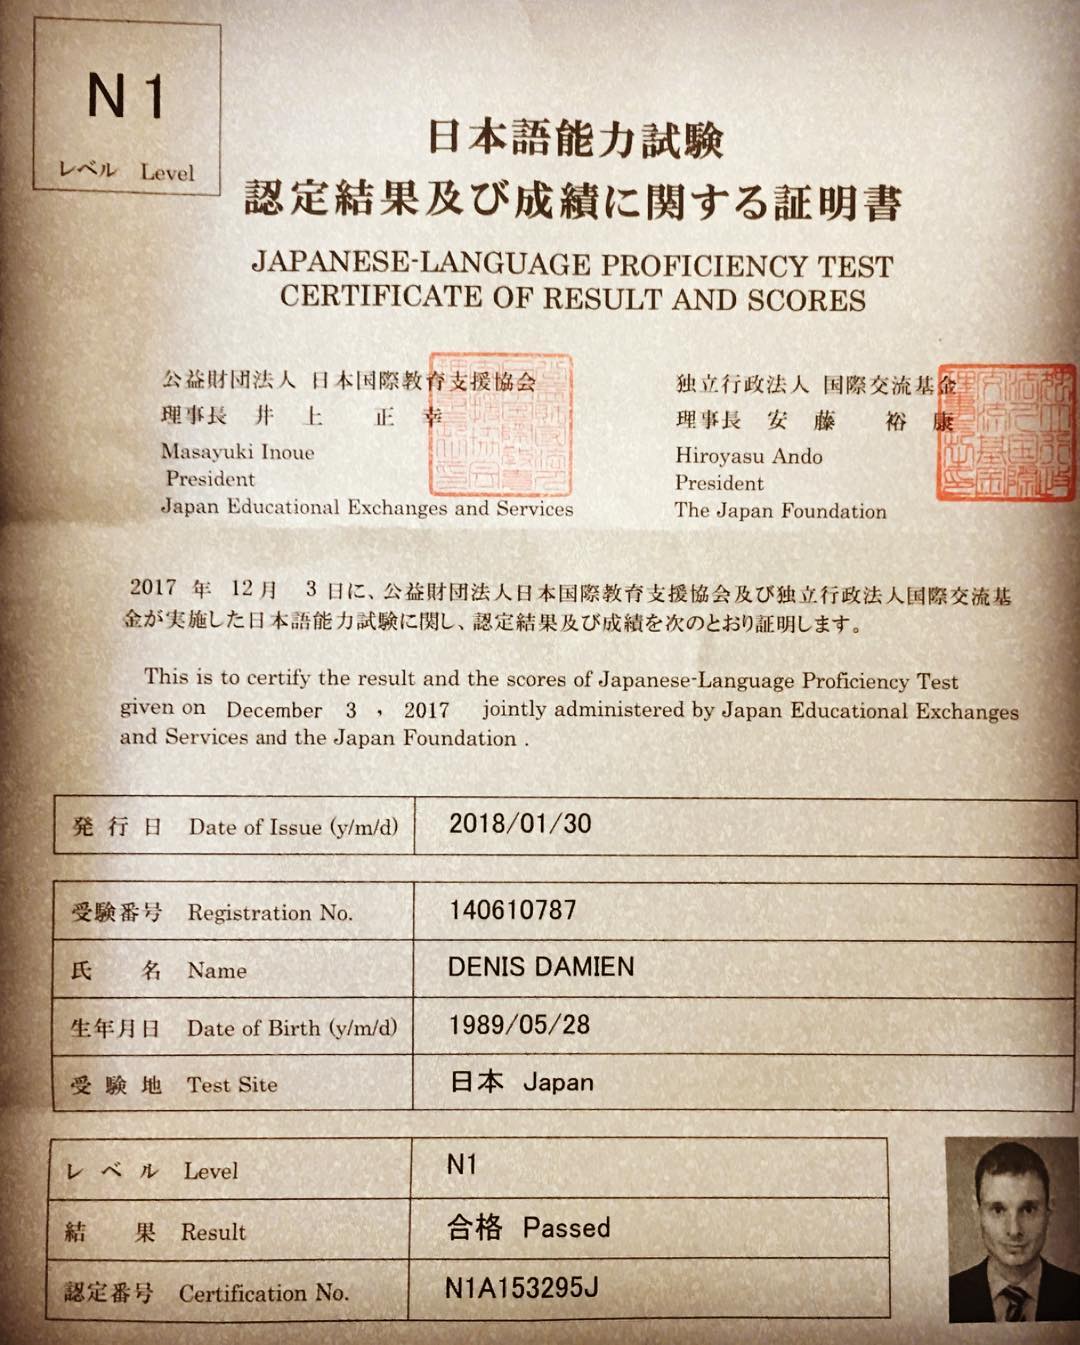 N1
レベル Level
日本語能力試験
認定結果及び成績に関する証明書
JAPANESE-LANGUAGE PROFICIENCY TEST
CERTIFICATE OF RESULT AND SCORES
公益財団法人 日本国際教育支援協会
理事長 井上 正幸
Masayuki Inoue
President
Japan Educational Exchanges and Services
独立行政法人 国際交流基金
理事長 安藤 裕康
Hiroyasu Ando
President
The Japan Foundation
2017 年 12 月 3 日に、公益財団法人日本国際教育支援協会及び独立行政法人国際交流基
金が実施した日本語能力試験に関し、認定結果及び成績を次のとおり証明します。
This is to certify the result and the scores of Japanese-Language Proficiency Test
given on December 3 , 2017 jointly administered by Japan Educational Exchanges
and Services and the Japan Foundation .
発行日 Date of Issue (y/m/d) 2018/01/30
受験番号 Registration No. 140610787
氏名 Name DENIS DAMIEN
生年月日 Date of Birth (y/m/d) 1989/05/28
受験地 Test Site 日本 Japan
レベル Level N1
結果 Result 合格 Passed
認定番号 Certification No. N1A153295J